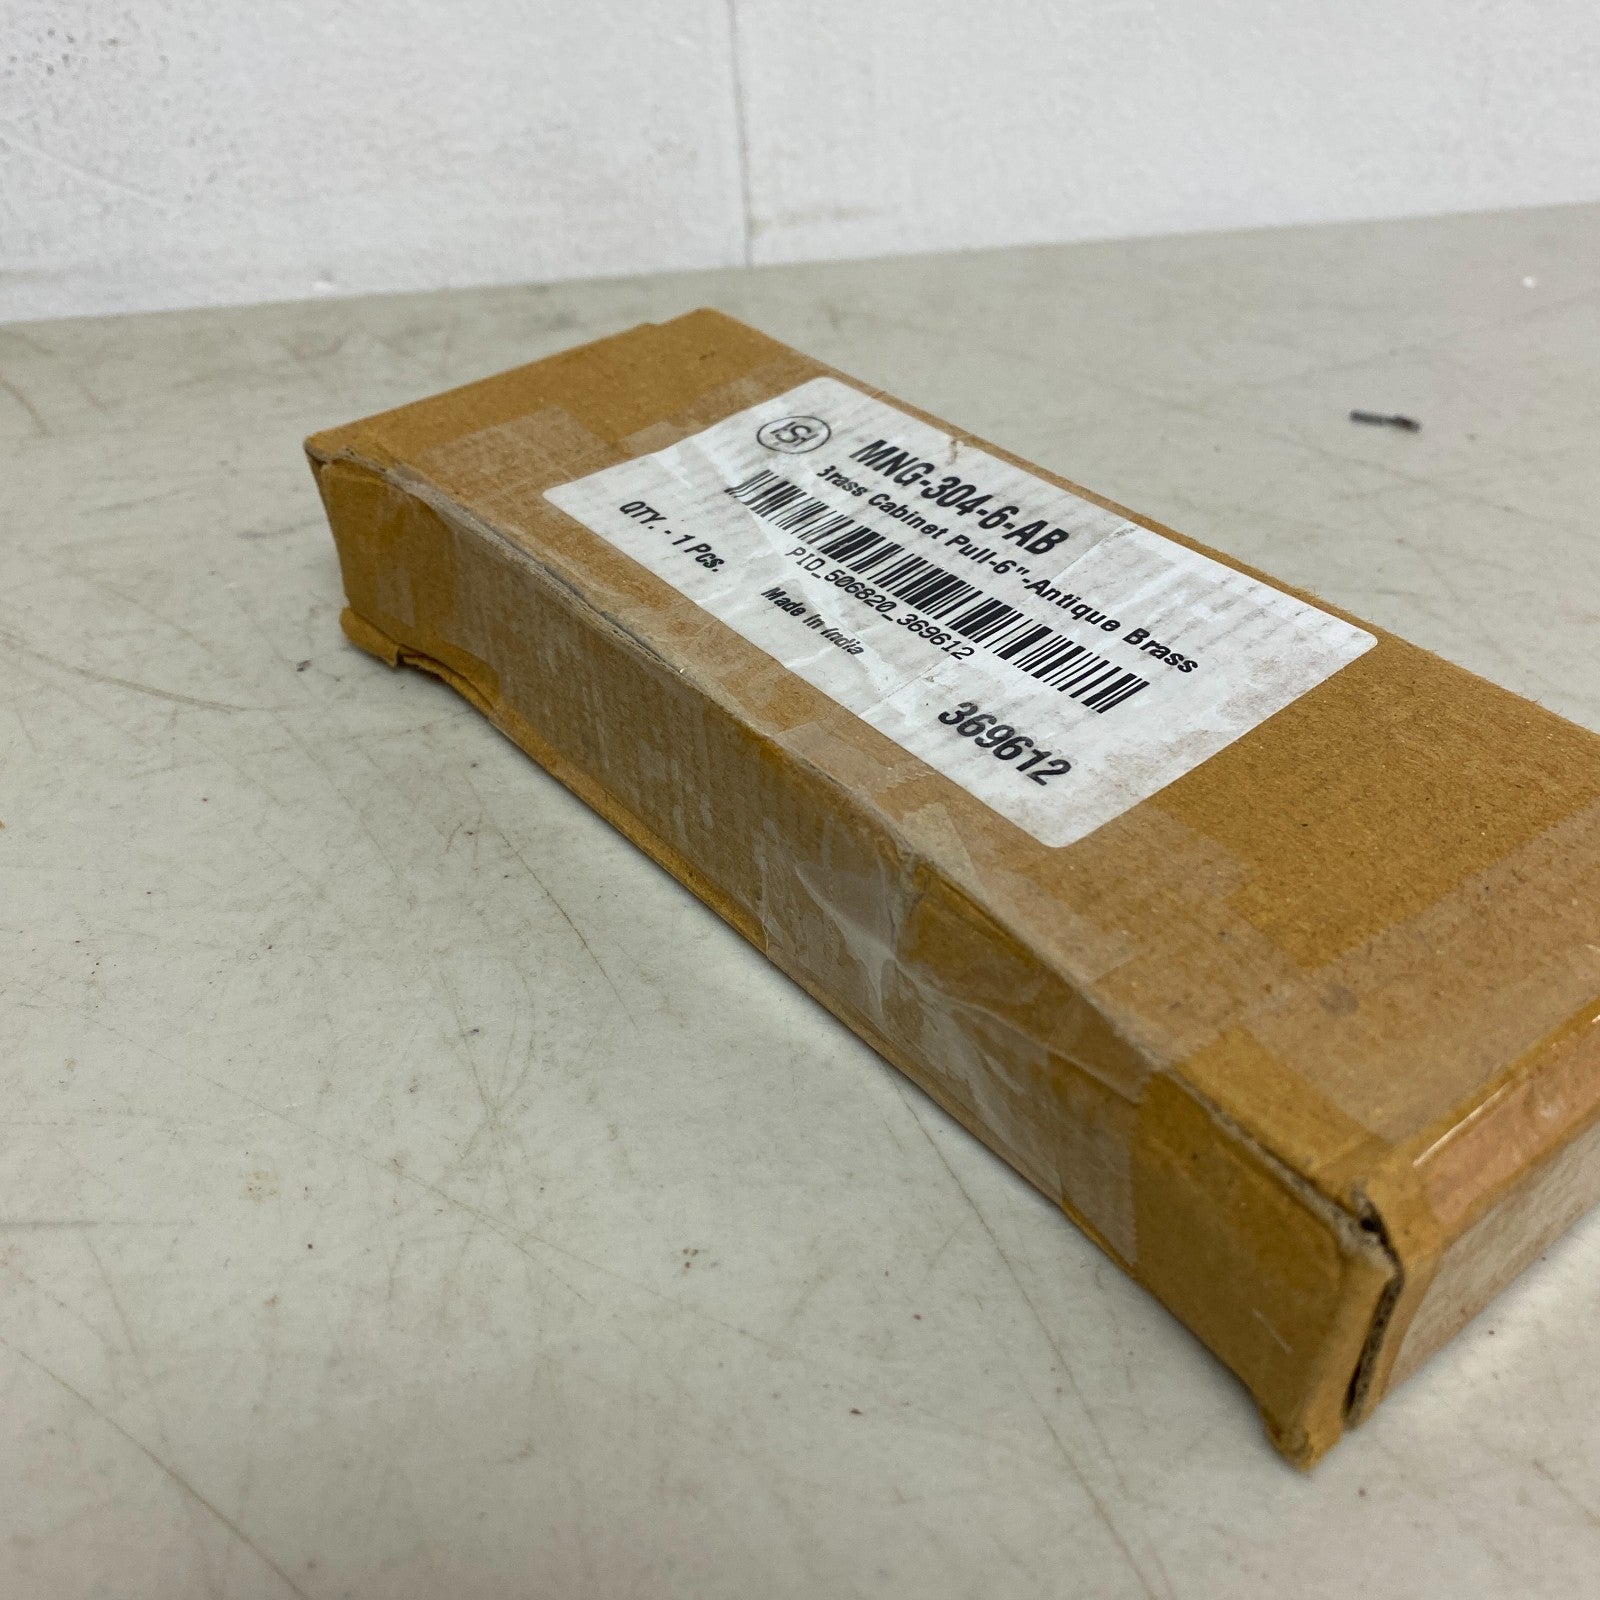 MNG-304-6-AB
Brass Cabinet Pull-6"-Antique Brass
PID_506820_369612
QTY. - 1 Pcs.
Made In India
369612